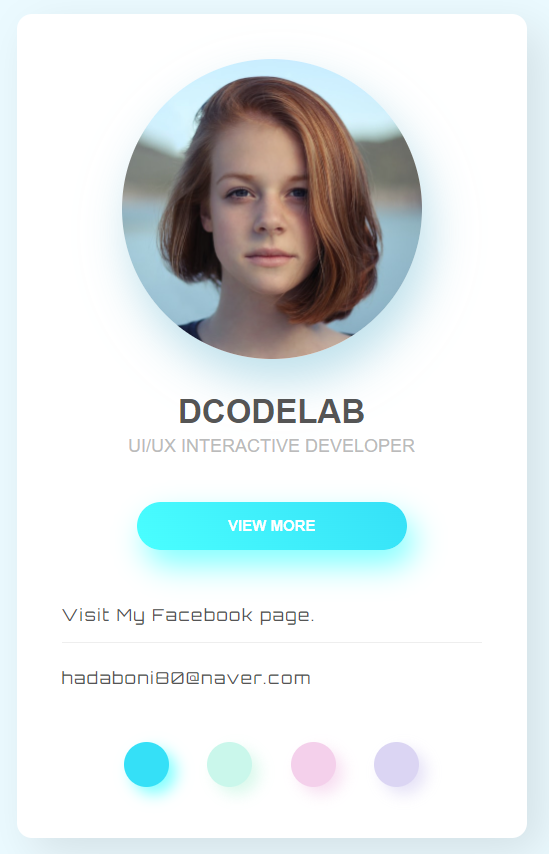 DCODELAB
UI/UX INTERACTIVE DEVELOPER
VIEW MORE
Visit My Facebook page.
hadaboni80@naver.com